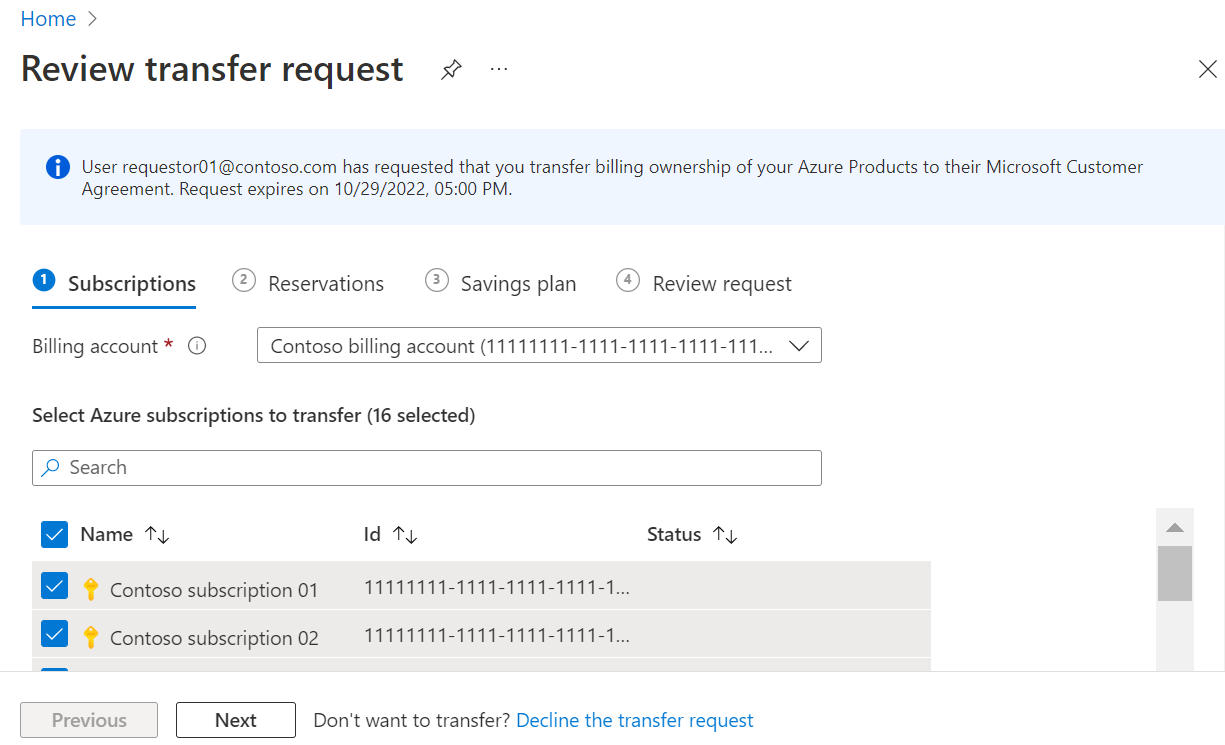 Home
Review transfer request
User requestor01@contoso.com has requested that you transfer billing ownership of your Azure Products to their Microsoft Customer
Agreement. Request expires on 10/29/2022, 05:00 PM.
1 Subscriptions 2 Reservations 3 Savings plan 4 Review request
Billing account * Contoso billing account (11111111-1111-1111-1111-111...
Select Azure subscriptions to transfer (16 selected)
Search
Name Id Status
Contoso subscription 01 11111111-1111-1111-1111-1...
Contoso subscription 02 11111111-1111-1111-1111-1...
Previous Next Don't want to transfer? Decline the transfer request